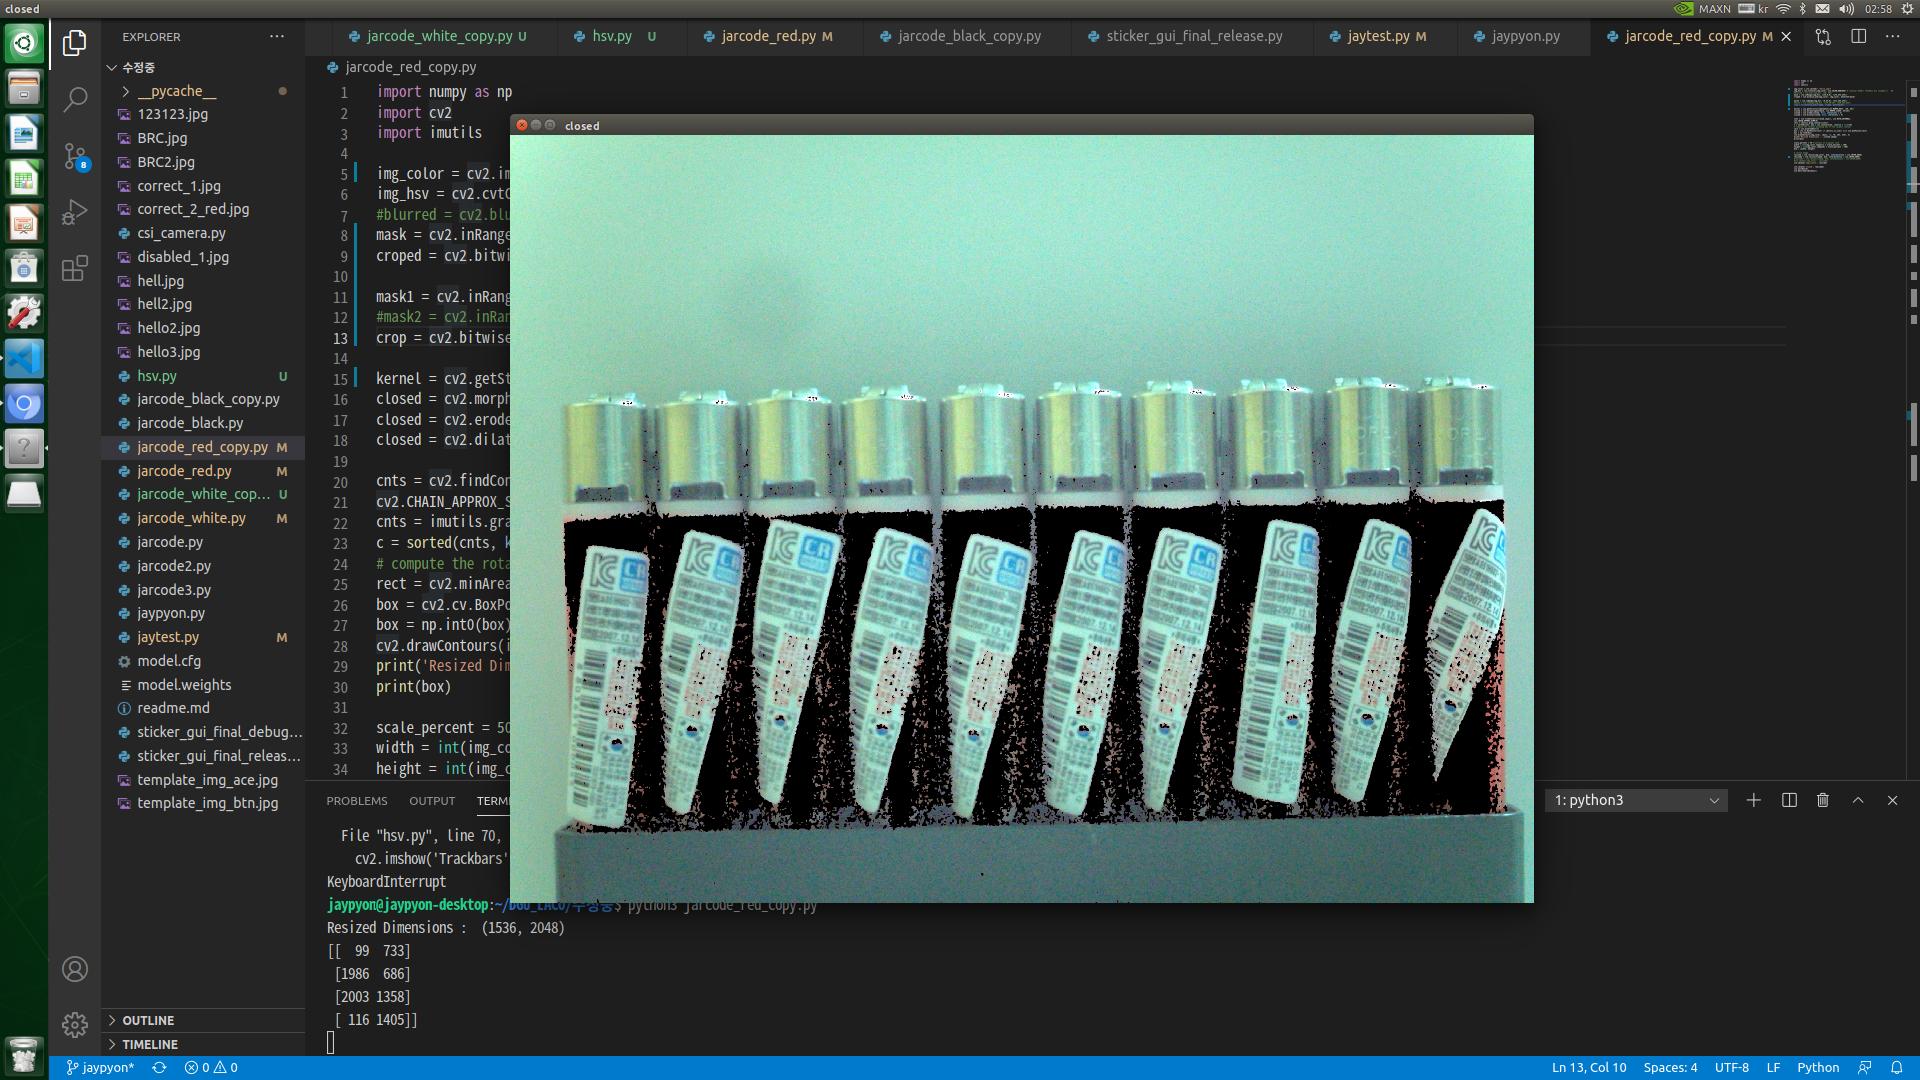 closed
MAXN
kr
02:58
EXPLORER
jarcode_white_copy.py U
hsv.py U
jarcode_red.py M
jarcode_black_copy.py
sticker_gui_final_release.py
jaytest.py M
jaypyon.py
jarcode_red_copy.py M
수정중
__pycache__
123123.jpg
BRC.jpg
BRC2.jpg
correct_1.jpg
correct_2_red.jpg
csi_camera.py
disabled_1.jpg
hell.jpg
hell2.jpg
hello2.jpg
hello3.jpg
hsv.py U
jarcode_black_copy.py
jarcode_black.py
jarcode_red_copy.py M
jarcode_red.py M
jarcode_white_cop... U
jarcode_white.py M
jarcode.py
jarcode2.py
jarcode3.py
jaypyon.py
jaytest.py M
model.cfg
model.weights
readme.md
sticker_gui_final_debug...
sticker_gui_final_releas...
template_img_ace.jpg
template_img_btn.jpg
OUTLINE
TIMELINE
8
jarcode_red_copy.py
1 import numpy as np
2 import cv2
3 import imutils
4
5 img_color = cv2.im
6 img_hsv = cv2.cvtC
7 #blurred = cv2.blu
8 mask = cv2.inRange
9 croped = cv2.bitwi
10
11 mask1 = cv2.inRang
12 #mask2 = cv2.inRan
13 crop = cv2.bitwise
14
15 kernel = cv2.getSt
16 closed = cv2.morph
17 closed = cv2.erode
18 closed = cv2.dilat
19
20 cnts = cv2.findCon
21 cv2.CHAIN_APPROX_S
22 cnts = imutils.gra
23 c = sorted(cnts, k
24 # compute the rota
25 rect = cv2.minArea
26 box = cv2.cv.BoxPo
27 box = np.int0(box)
28 cv2.drawContours(i
29 print('Resized Dim
30 print(box)
31
32 scale_percent = 50
33 width = int(img_co
34 height = int(img_c
closed
PROBLEMS OUTPUT TERM
1: python3
File "hsv.py", line 70,
cv2.imshow('Trackbars'
KeyboardInterrupt
jaypyon@jaypyon-desktop:~/DGU_LACU/수정중$ python3 jarcode_red_copy.py
Resized Dimensions :  (1536, 2048)
[[  99  733]
 [1986  686]
 [2003 1358]
 [ 116 1405]]
jaypyon* 0 0
Ln 13, Col 10 Spaces: 4 UTF-8 LF Python